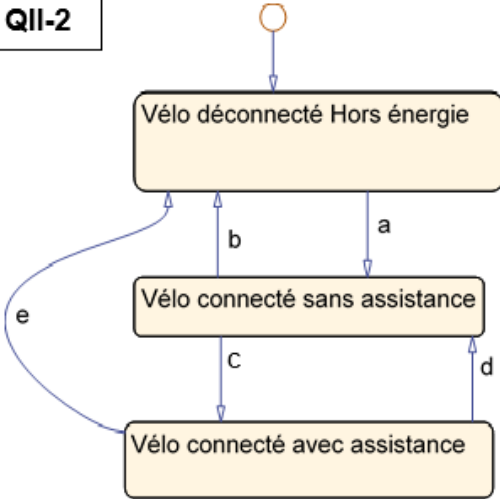 QII-2
Vélo déconnecté Hors énergie
a
b
Vélo connecté sans assistance
e
C
d
Vélo connecté avec assistance